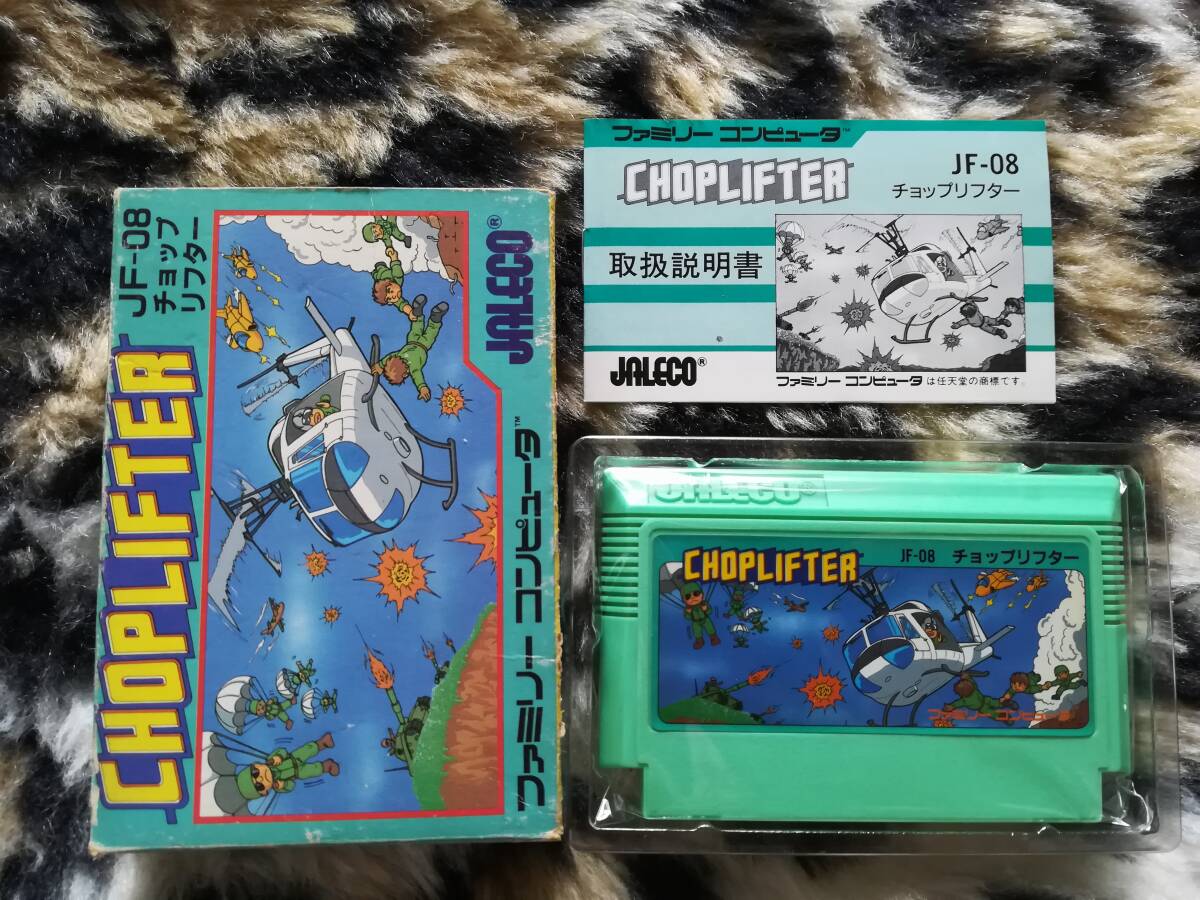 JF-08
チョップ
リフター
CHOPLIFTER
JALECO®
ファミリー コンピュータ™
ファミリー コンピュータ™
CHOPLIFTER
JF-08
チョップリフター
取扱説明書
JALECO®
ファミリー コンピュータ は任天堂の商標です。
JALECO®
CHOPLIFTER
JF-08 チョップリフター
ファミリー コンピュータ